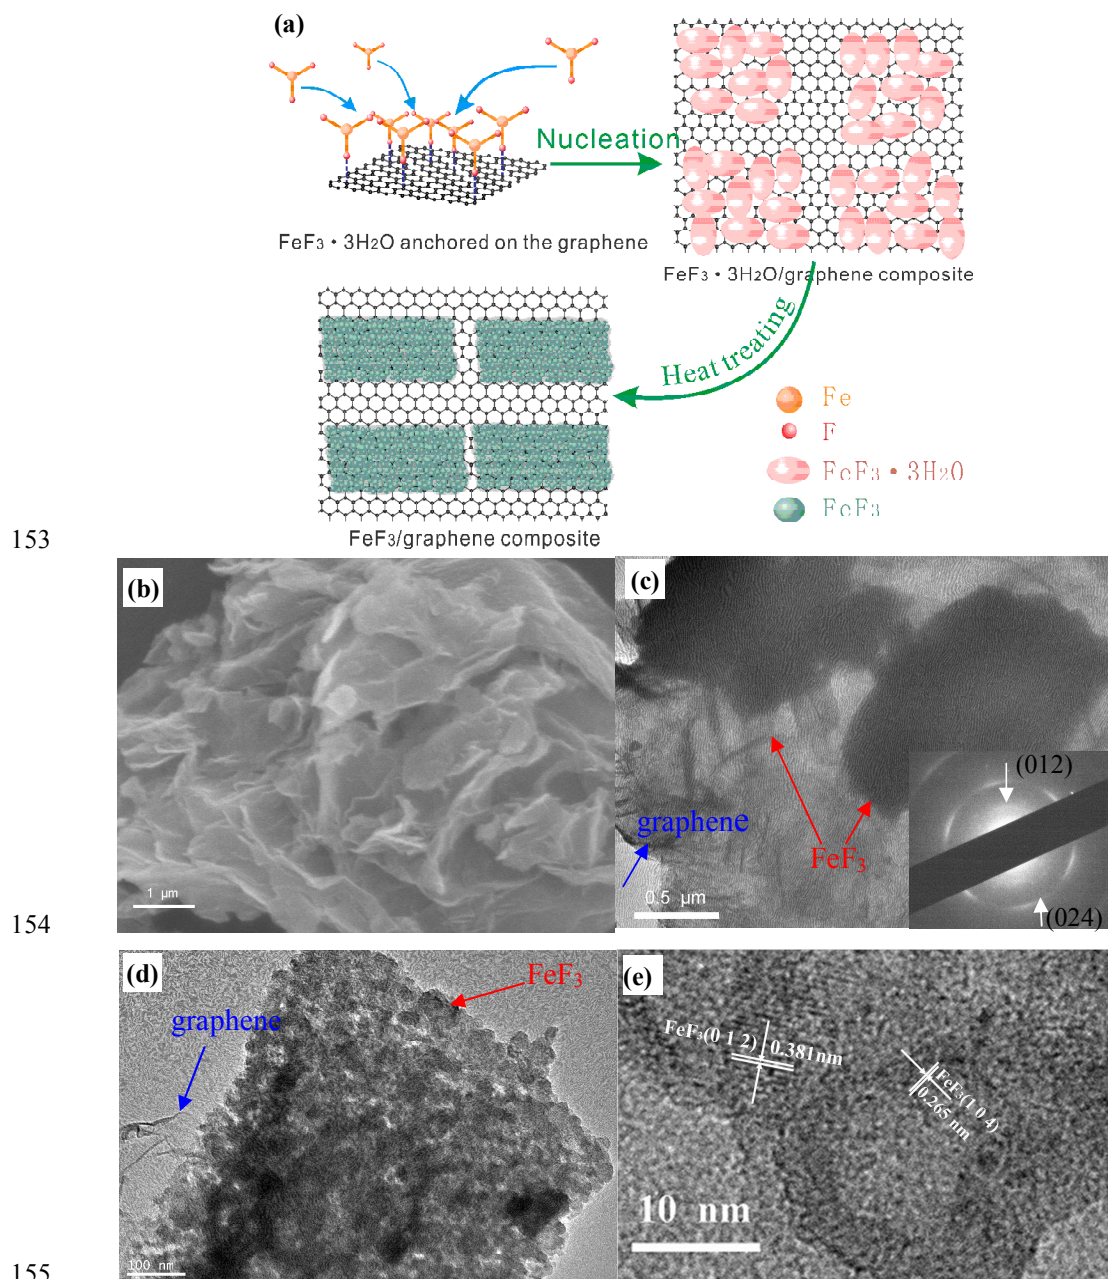 (a)
Nucleation
FeF₃・3H₂O anchored on the graphene
FeF₃・3H₂O/graphene composite
Heat treating
Fe
F
FeF₃・3H₂O
FeF₃
FeF₃/graphene composite
153
(b)
1 µm
(c)
(012)
graphene
FeF₃
0.5 µm
(024)
154
(d)
FeF₃
graphene
100 nm
(e)
FeF₃(0 1 2) 0.381nm
FeF₃(1 0 4)
0.265 nm
10 nm
155